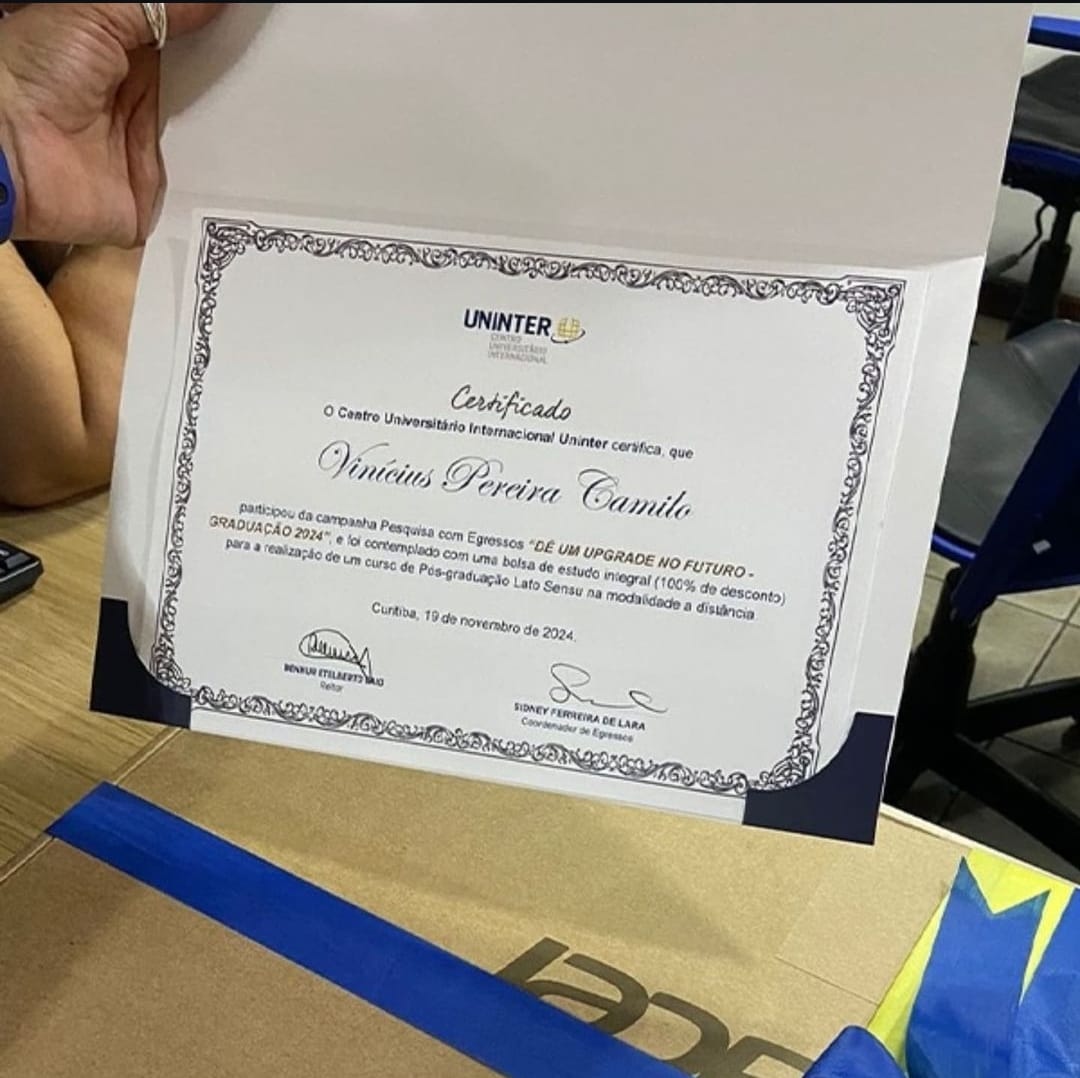 UNINTER
CENTRO
UNIVERSITÁRIO
INTERNACIONAL
Certificado
O Centro Universitário Internacional Uninter certifica, que
Vinícius Pereira Camilo
participou da campanha Pesquisa com Egressos "DÊ UM UPGRADE NO FUTURO -
GRADUAÇÃO 2024", e foi contemplado com uma bolsa de estudo integral (100% de desconto)
para a realização de um curso de Pós-graduação Lato Sensu na modalidade a distância
Curitiba, 19 de novembro de 2024.
BENHUR ETELBERTO GAIO
Reitor
SIDNEY FERREIRA DE LARA
Coordenador de Egressos